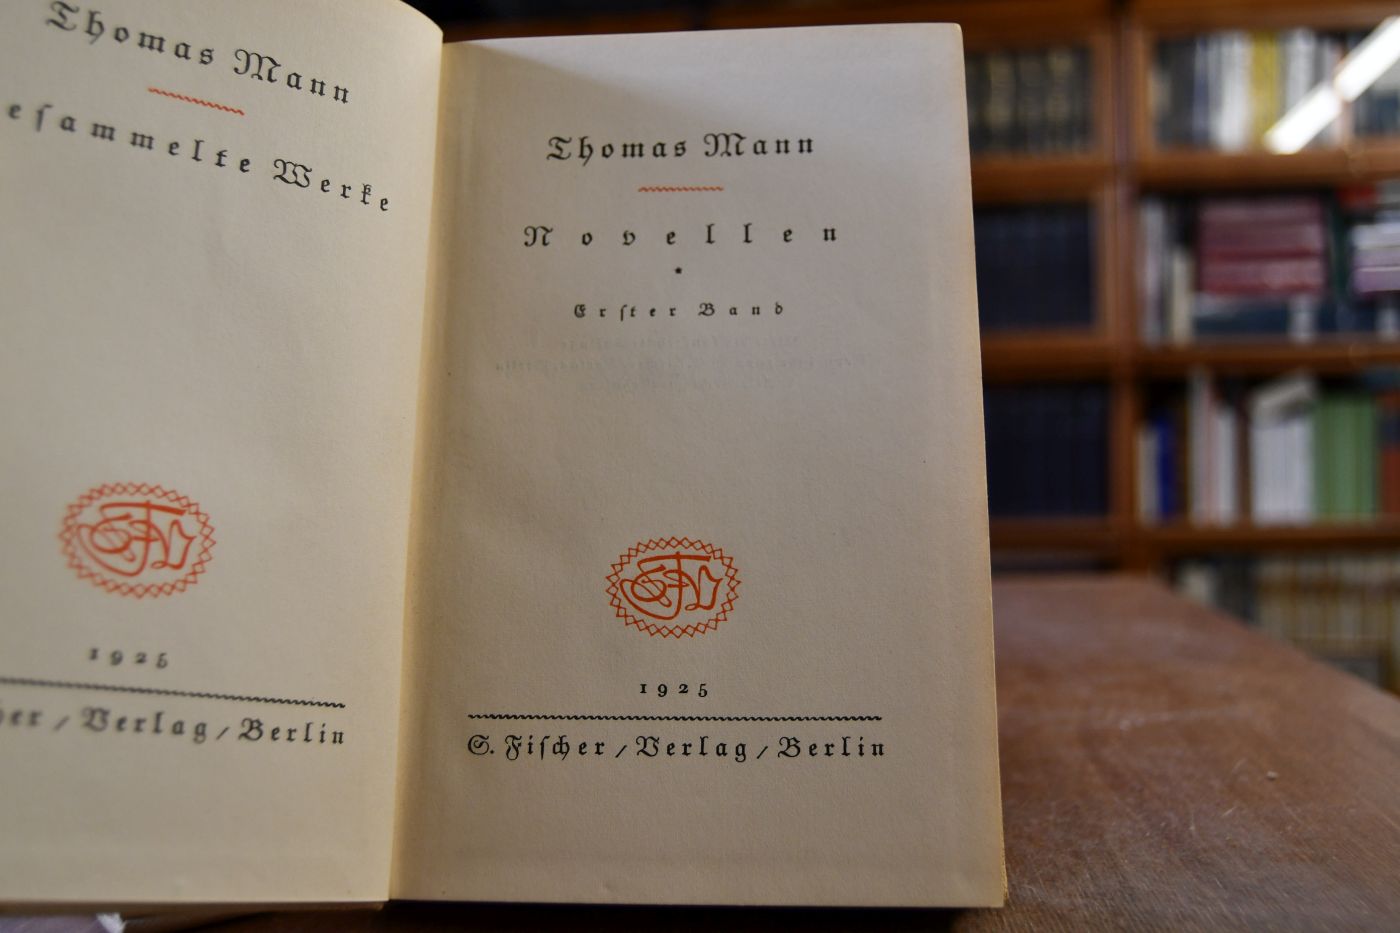 Thomas Mann
eſammelte Werke
1925
her / Verlag / Berlin
Thomas Mann
Novellen
*
Erſter Band
1925
S. Fiſcher / Verlag / Berlin